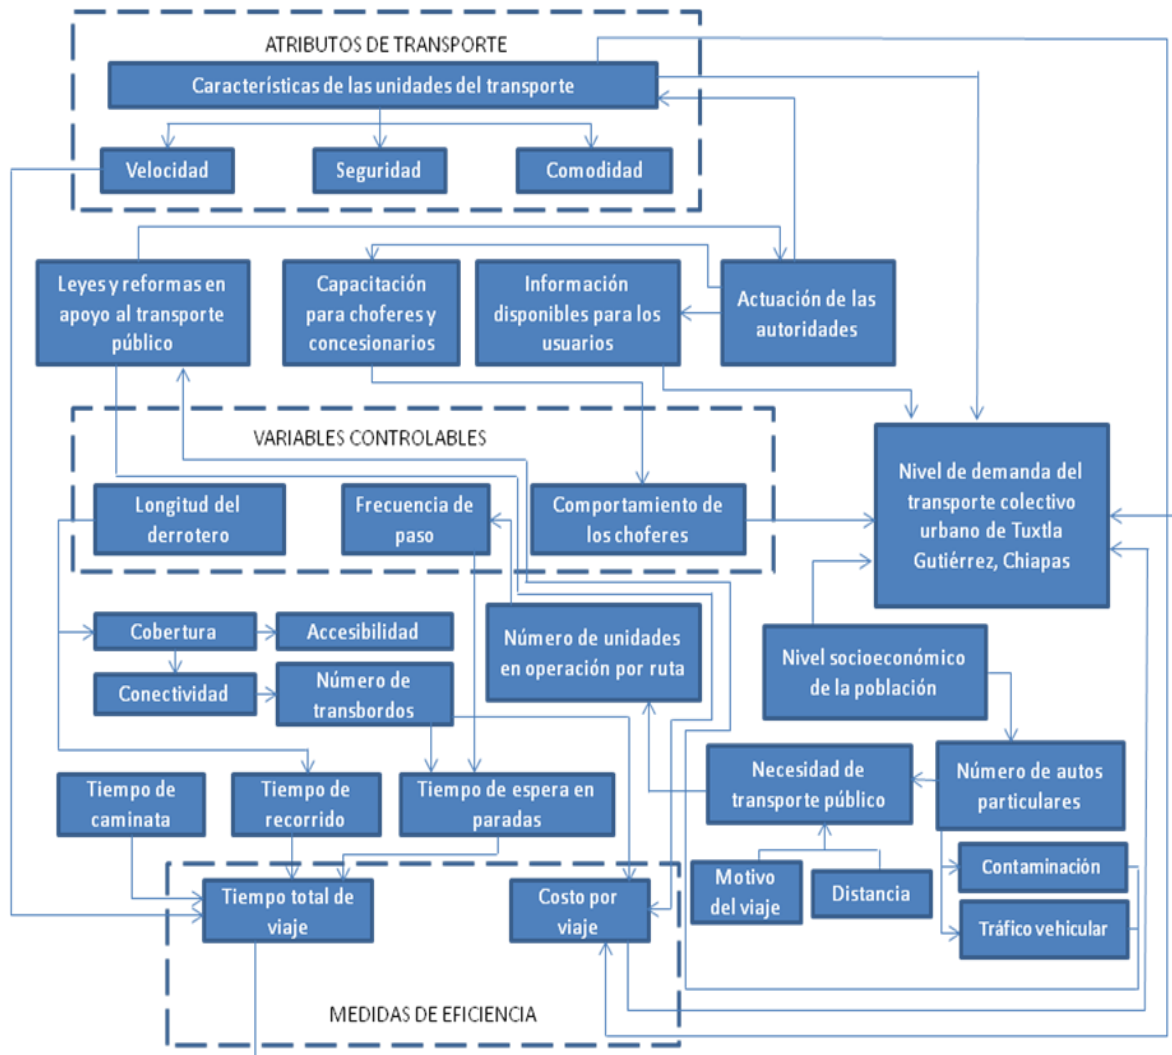 ATRIBUTOS DE TRANSPORTE
Características de las unidades del transporte
Velocidad
Seguridad
Comodidad
Leyes y reformas en
apoyo al transporte
público
Capacitación
para choferes y
concesionarios
Información
disponibles para los
usuarios
Actuación de las
autoridades
VARIABLES CONTROLABLES
Longitud del
derrotero
Frecuencia de
paso
Comportamiento de
los choferes
Nivel de demanda del
transporte colectivo
urbano de Tuxtla
Gutiérrez, Chiapas
Cobertura
Accesibilidad
Conectividad
Número de
transbordos
Número de unidades
en operación por ruta
Nivel socioeconómico
de la población
Tiempo de
caminata
Tiempo de
recorrido
Tiempo de espera en
paradas
Necesidad de
transporte público
Número de autos
particulares
Motivo
del viaje
Distancia
Contaminación
Tráfico vehicular
Tiempo total de
viaje
Costo por
viaje
MEDIDAS DE EFICIENCIA